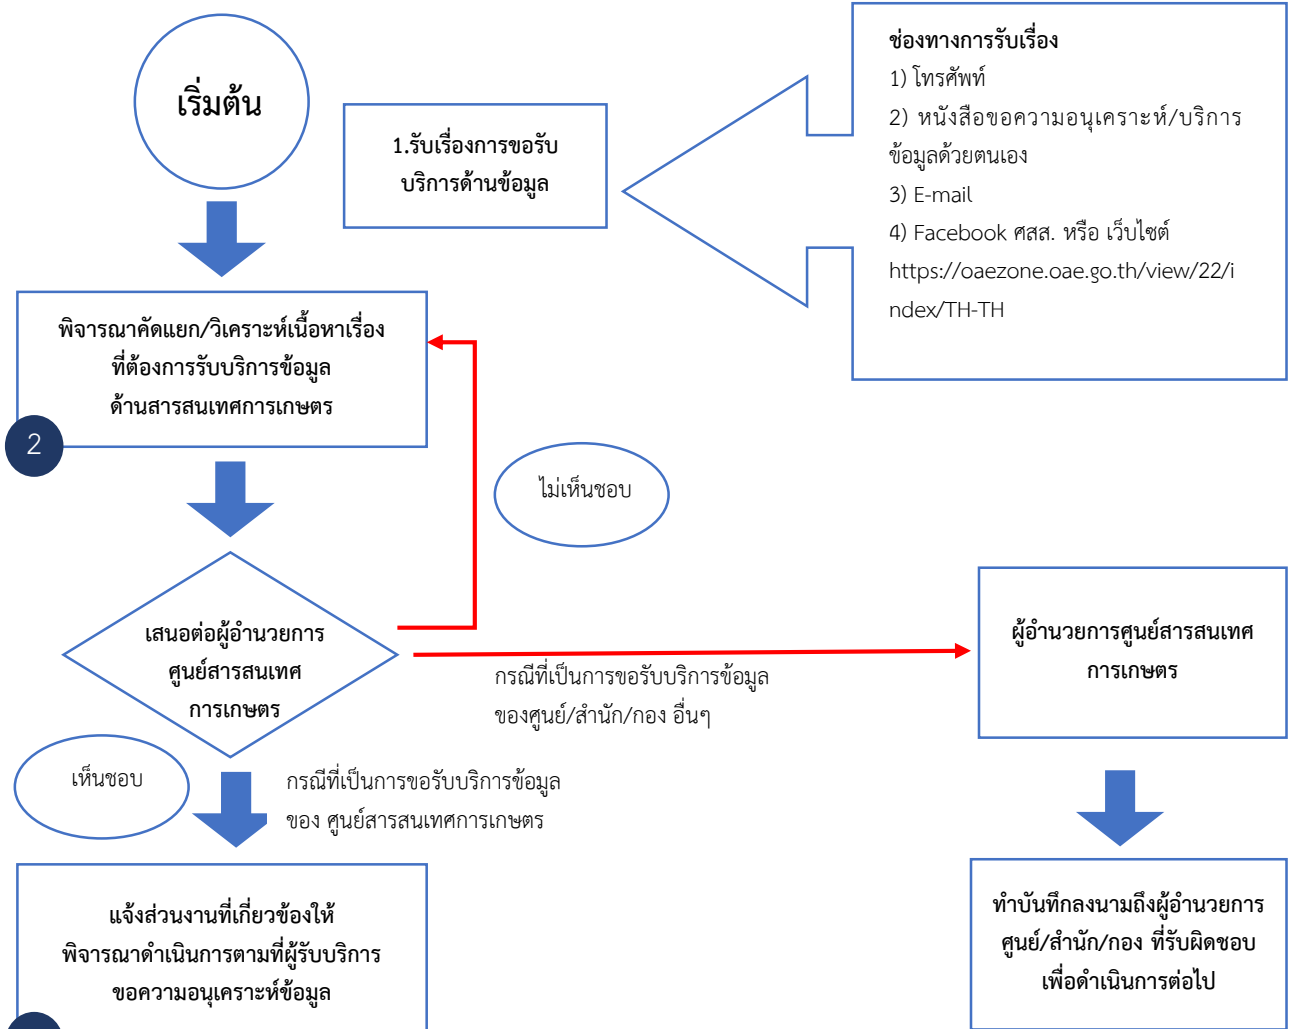 เริ่มต้น
1.รับเรื่องการขอรับ
บริการด้านข้อมูล
ช่องทางการรับเรื่อง
1) โทรศัพท์
2) หนังสือขอความอนุเคราะห์/บริการ
ข้อมูลด้วยตนเอง
3) E-mail
4) Facebook ศสส. หรือ เว็บไซต์
https://oaezone.oae.go.th/view/22/i
ndex/TH-TH
พิจารณาคัดแยก/วิเคราะห์เนื้อหาเรื่อง
ที่ต้องการรับบริการข้อมูล
ด้านสารสนเทศการเกษตร
2
ไม่เห็นชอบ
เสนอต่อผู้อำนวยการ
ศูนย์สารสนเทศ
การเกษตร
กรณีที่เป็นการขอรับบริการข้อมูล
ของศูนย์/สำนัก/กอง อื่นๆ
ผู้อำนวยการศูนย์สารสนเทศ
การเกษตร
เห็นชอบ
กรณีที่เป็นการขอรับบริการข้อมูล
ของ ศูนย์สารสนเทศการเกษตร
แจ้งส่วนงานที่เกี่ยวข้องให้
พิจารณาดำเนินการตามที่ผู้รับบริการ
ขอความอนุเคราะห์ข้อมูล
ทำบันทึกลงนามถึงผู้อำนวยการ
ศูนย์/สำนัก/กอง ที่รับผิดชอบ
เพื่อดำเนินการต่อไป